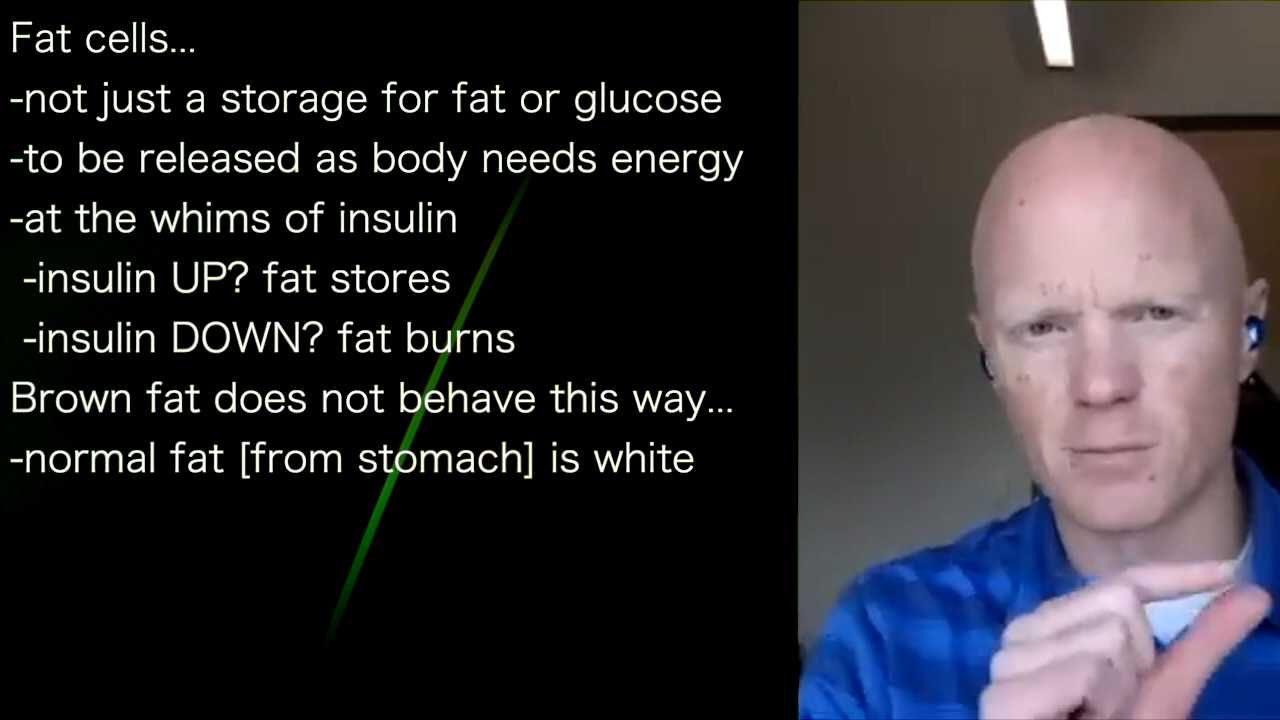 Fat cells...
-not just a storage for fat or glucose
-to be released as body needs energy
-at the whims of insulin
-insulin UP? fat stores
-insulin DOWN? fat burns
Brown fat does not behave this way...
-normal fat [from stomach] is white